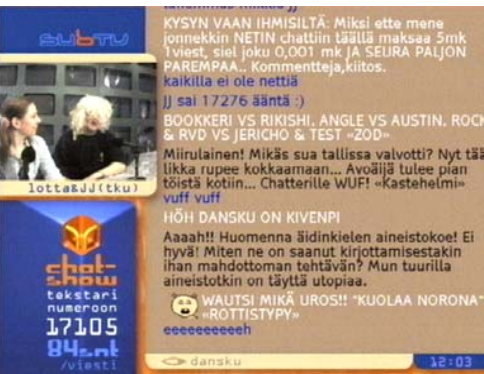 subTV
KYSYN VAAN IHMISILTÄ: Miksi ette mene
jonnekkin NETIN chattiin täällä maksaa 5mk
1viest, siel joku 0,001 mk JA SEURA PALJON
PAREMPAA.. Kommentteja,kiitos.
kaikilla ei ole nettiä
JJ sai 17276 ääntä :)
BOOKKERI VS RIKISHI. ANGLE VS AUSTIN. ROCK
& RVD VS JERICHO & TEST «ZOD»
Miirulainen! Mikäs sua tallissa valvotti? Nyt tää
likka rupee kokkaamaan... Avoäijä tulee pian
töistä kotiin... Chatterille WUF! «Kastehelmi»
vuff vuff
HÖH DANSKU ON KIVENPI
Aaaah!! Huomenna äidinkielen aineistokoe! Ei
hyvä! Miten ne on saanut kirjottamisestakin
ihan mahdottoman tehtävän? Mun tuurilla
aineistotkin on täyttä utopiaa.
WAUTSI MIKÄ UROS!! "KUOLAA NORONA"
«ROTTISTYPY»
eeeeeeeeeeh
lotta&JJ(tku)
chat-
show
tekstari
numeroon
17105
84snt
/viesti
dansku
12:03